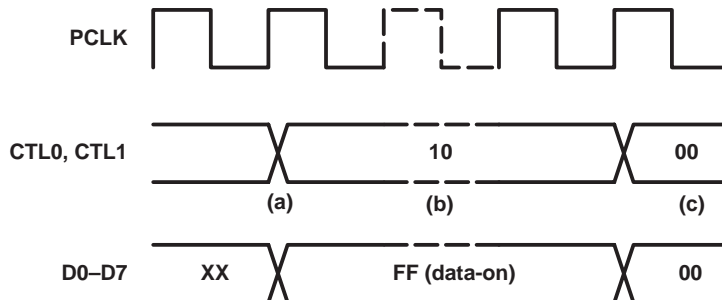 PCLK
CTL0, CTL1 10 00
(a) (b) (c)
D0–D7 XX FF (data-on) 00